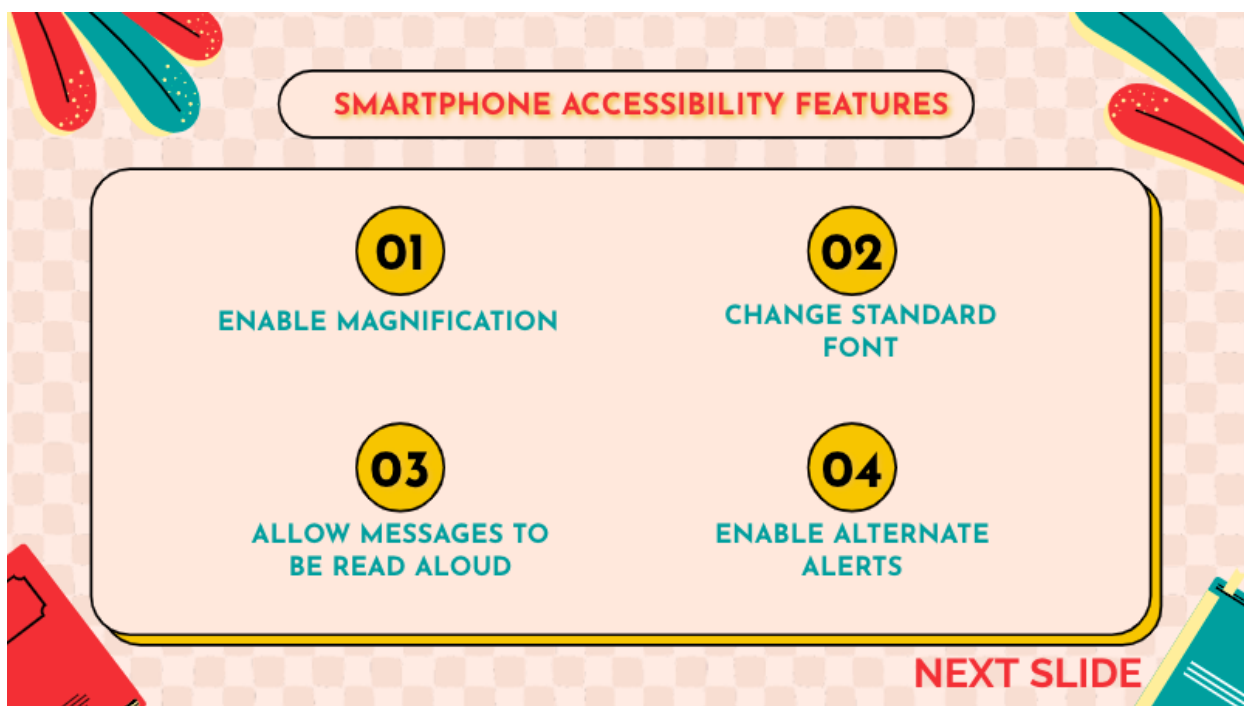 SMARTPHONE ACCESSIBILITY FEATURES
01
ENABLE MAGNIFICATION
02
CHANGE STANDARD
FONT
03
ALLOW MESSAGES TO
BE READ ALOUD
04
ENABLE ALTERNATE
ALERTS
NEXT SLIDE